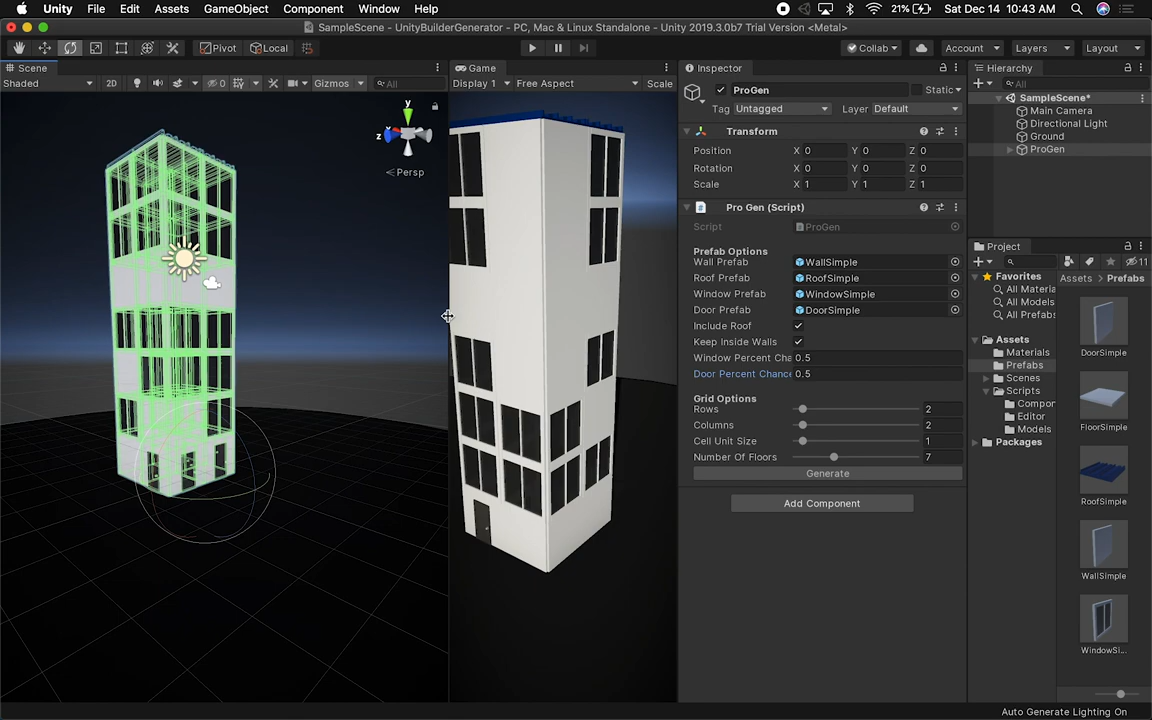 Unity File Edit Assets GameObject Component Window Help 21% Sat Dec 14 10:43 AM
SampleScene - UnityBuilderGenerator - PC, Mac & Linux Standalone - Unity 2019.3.0b7 Trial Version <Metal>
Pivot Local Collab Account Layers Layout
Scene
Shaded 2D 0 Gizmos All
y
z
Persp
Game
Display 1 Free Aspect Scale
Inspector
ProGen Static
Tag Untagged Layer Default
Transform
Position X 0 Y 0 Z 0
Rotation X 0 Y 0 Z 0
Scale X 1 Y 1 Z 1
Pro Gen (Script)
Script ProGen
Prefab Options
Wall Prefab WallSimple
Roof Prefab RoofSimple
Window Prefab WindowSimple
Door Prefab DoorSimple
Include Roof
Keep Inside Walls
Window Percent Cha 0.5
Door Percent Chance 0.5
Grid Options
Rows 2
Columns 2
Cell Unit Size 1
Number Of Floors 7
Generate
Add Component
Hierarchy
All
SampleScene*
Main Camera
Directional Light
Ground
ProGen
Project
11
Favorites
All Materia
All Models
All Prefabs
Assets
Materials
Prefabs
Scenes
Scripts
Compor
Editor
Models
Packages
Assets > Prefabs
DoorSimple
FloorSimple
RoofSimple
WallSimple
WindowSi...
Auto Generate Lighting On